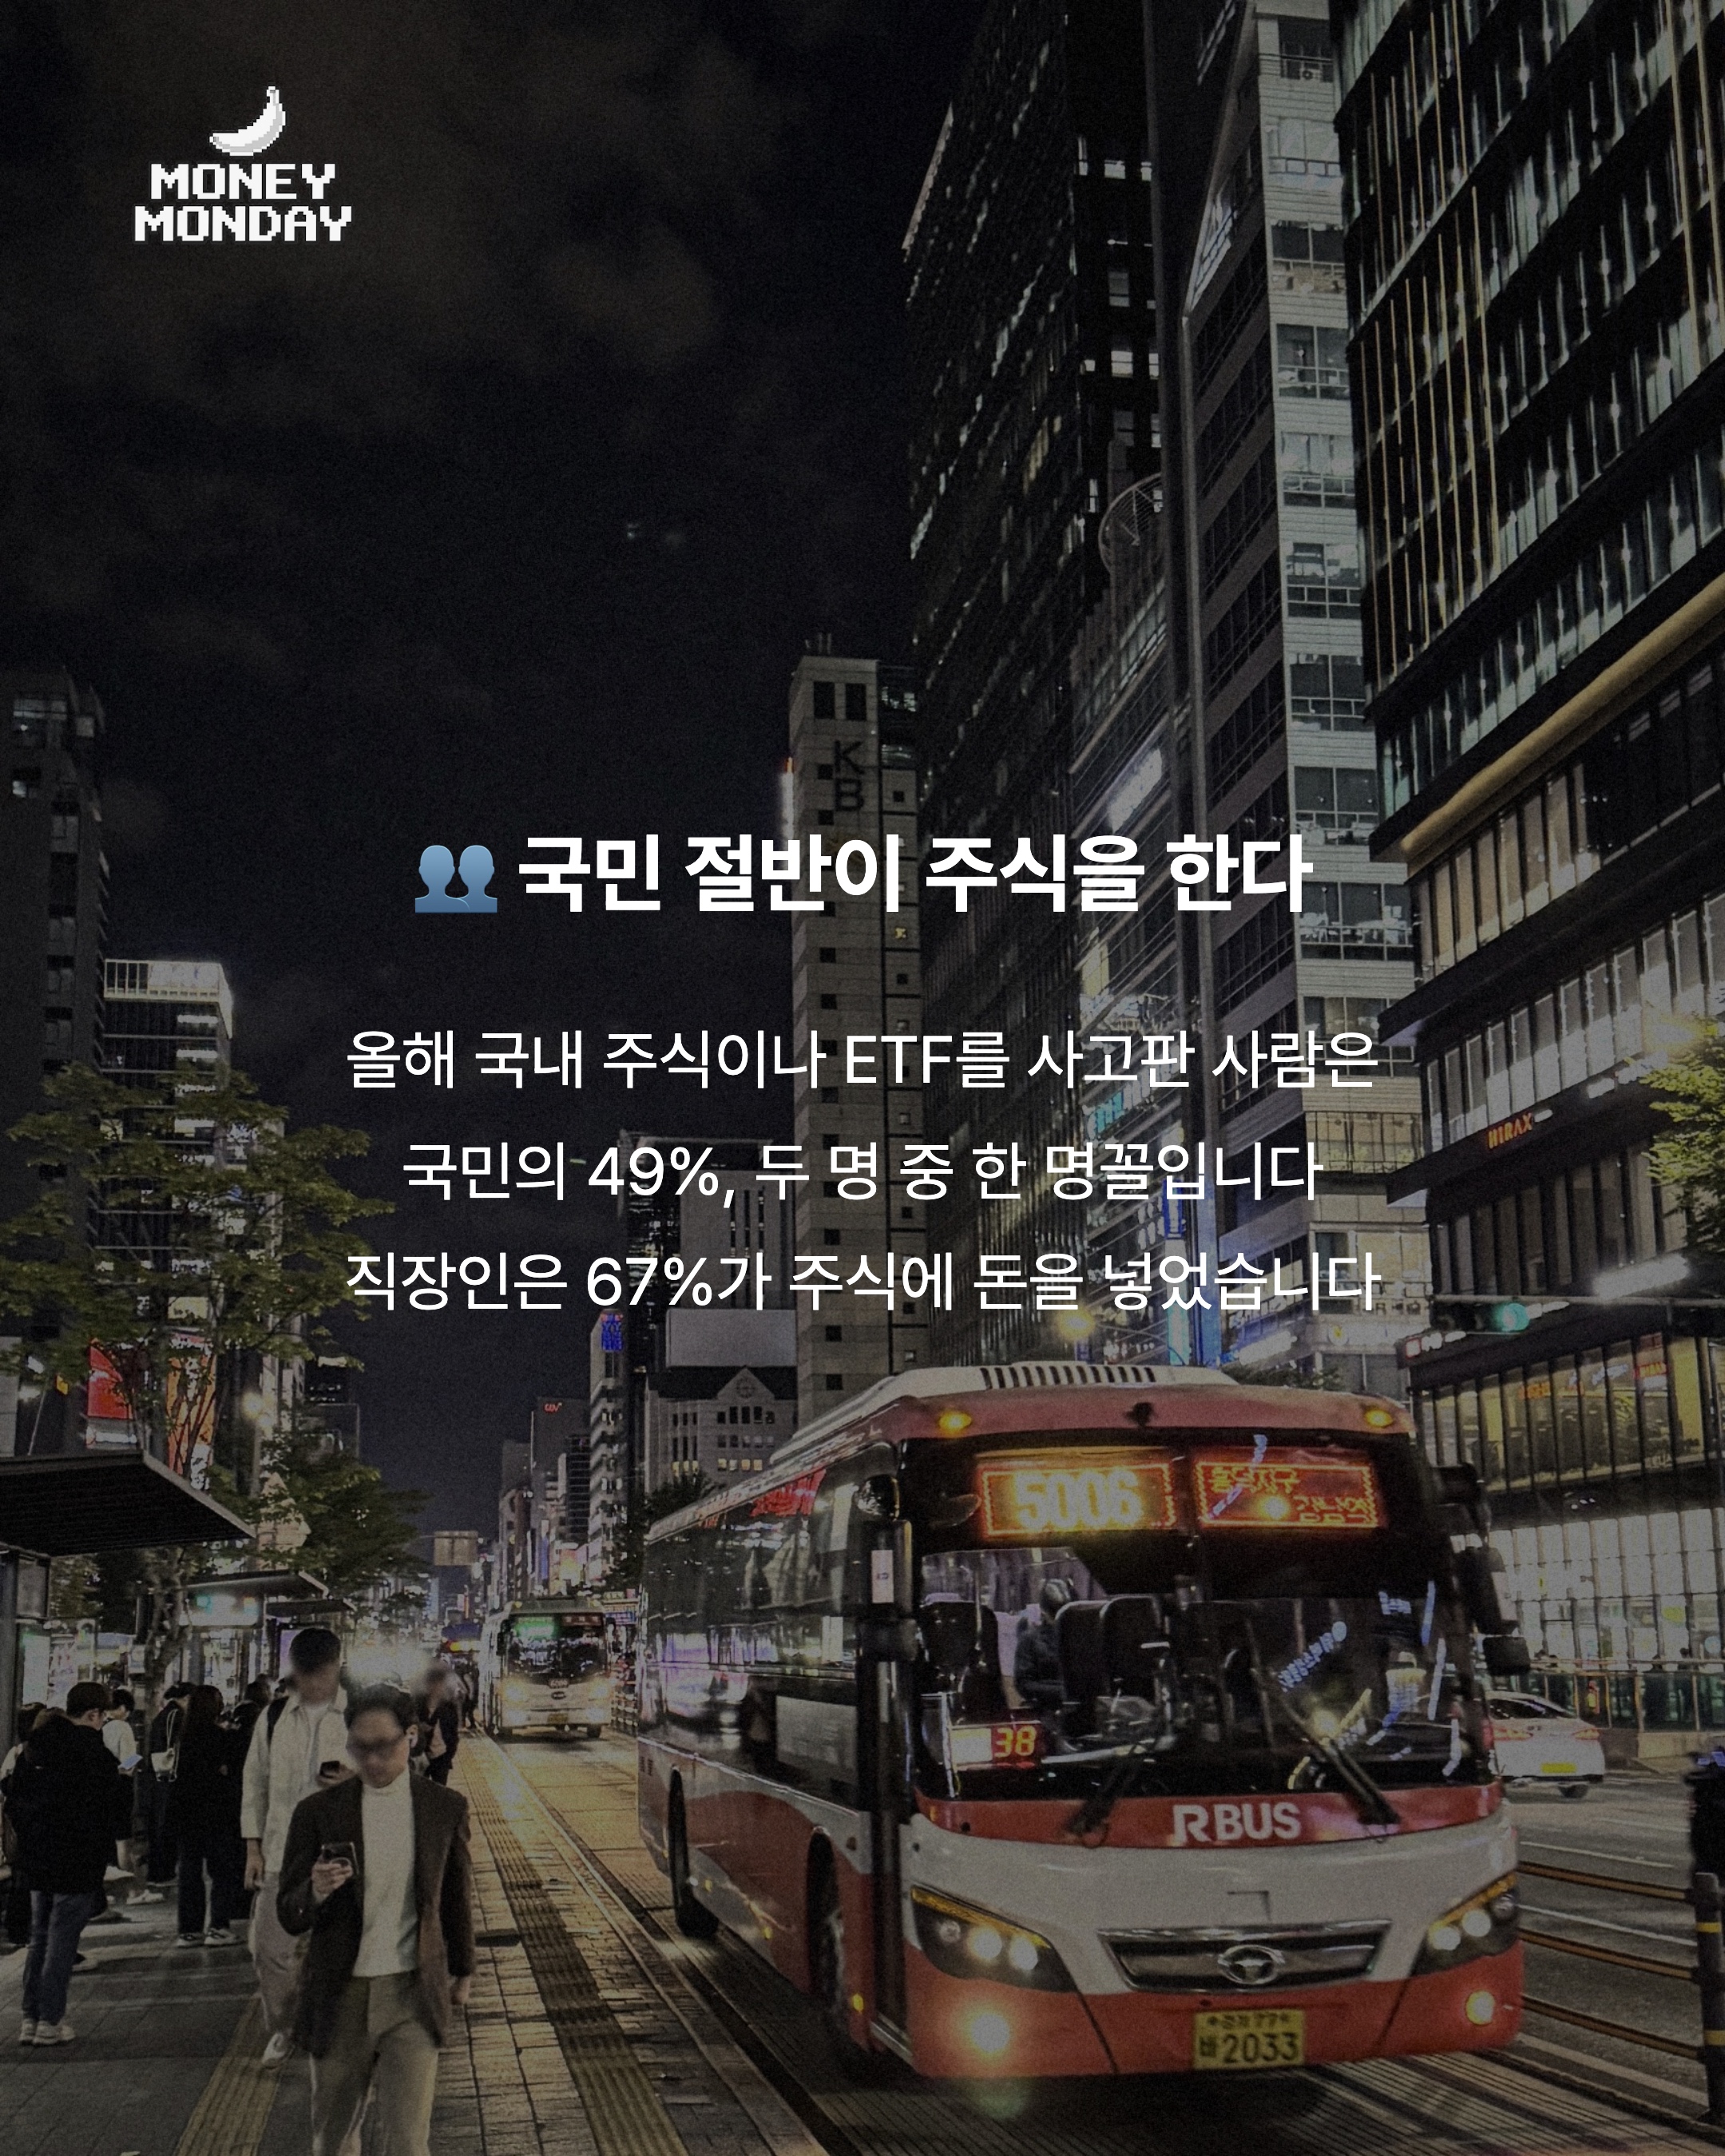 MONEY
MONDAY
KB
👥 국민 절반이 주식을 한다
올해 국내 주식이나 ETF를 사고판 사람은
국민의 49%, 두 명 중 한 명꼴입니다
직장인은 67%가 주식에 돈을 넣었습니다
5006
38
RBUS
바2033